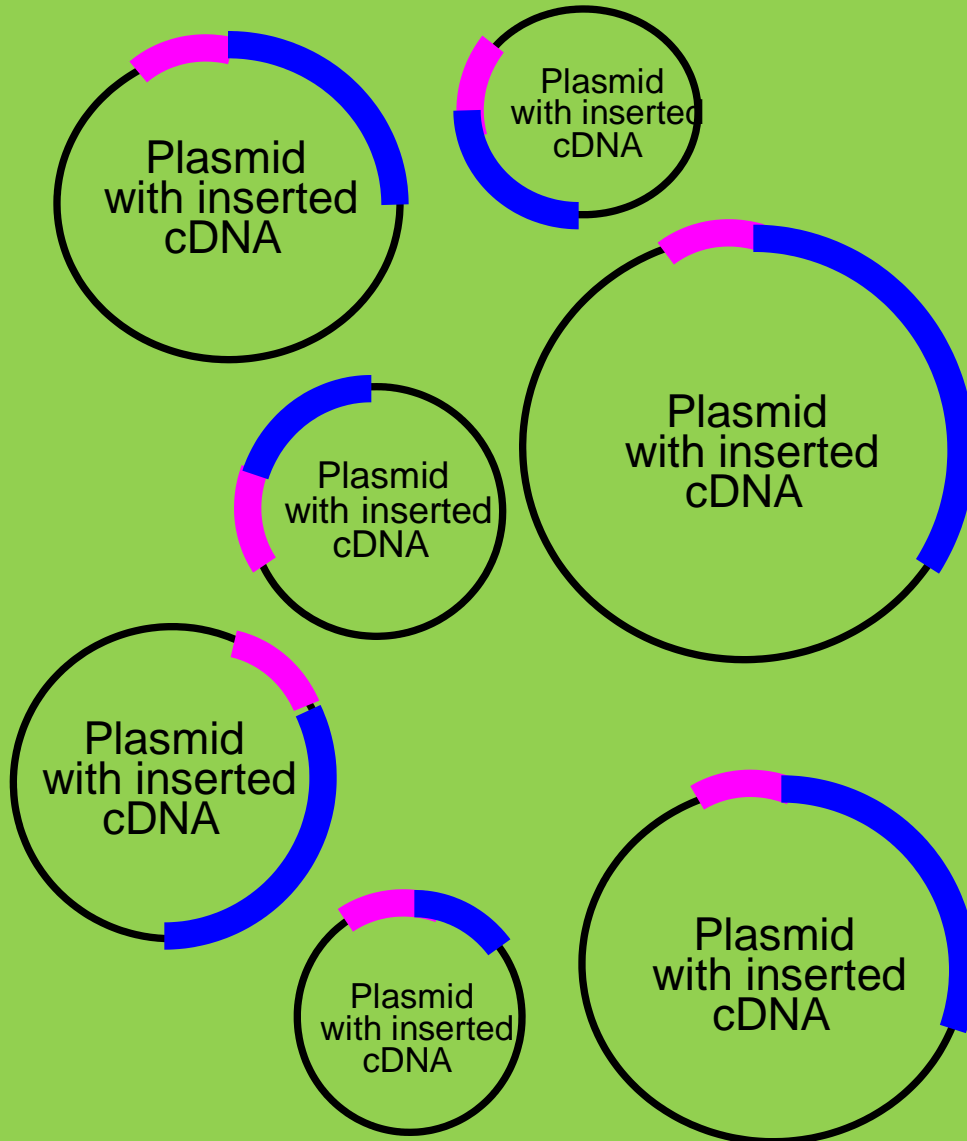 Plasmid
with inserted
cDNA
Plasmid
with inserted
cDNA
Plasmid
with inserted
cDNA
Plasmid
with inserted
cDNA
Plasmid
with inserted
cDNA
Plasmid
with inserted
cDNA
Plasmid
with inserted
cDNA